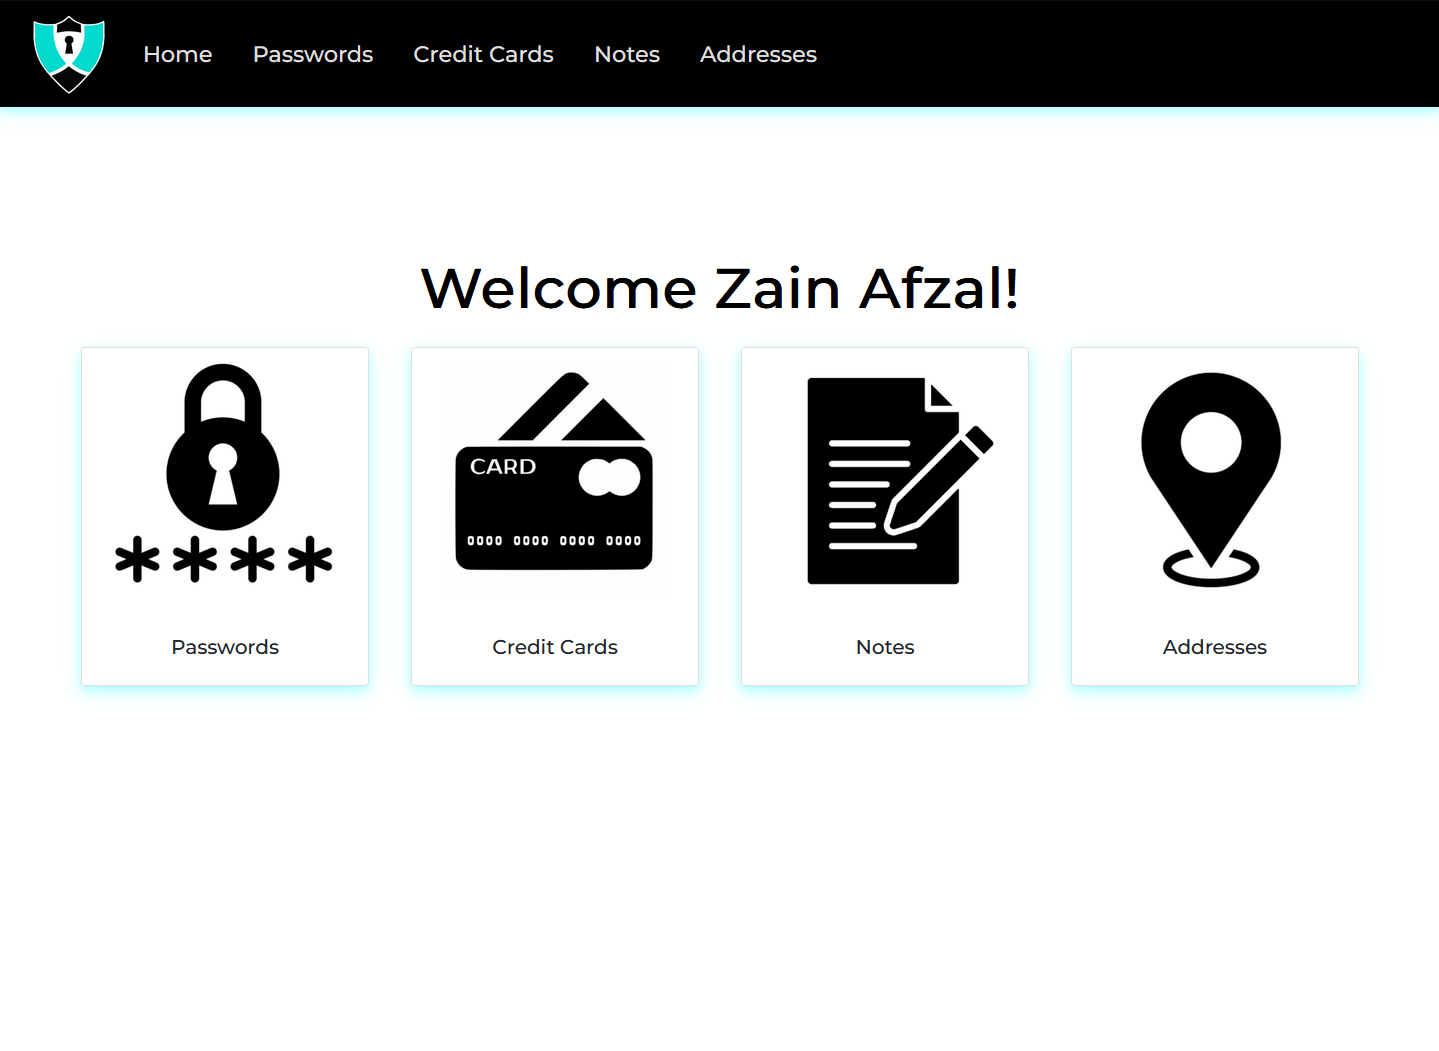 Home Passwords Credit Cards Notes Addresses
Welcome Zain Afzal!
CARD
0000 0000 0000 0000
****
Passwords Credit Cards Notes Addresses